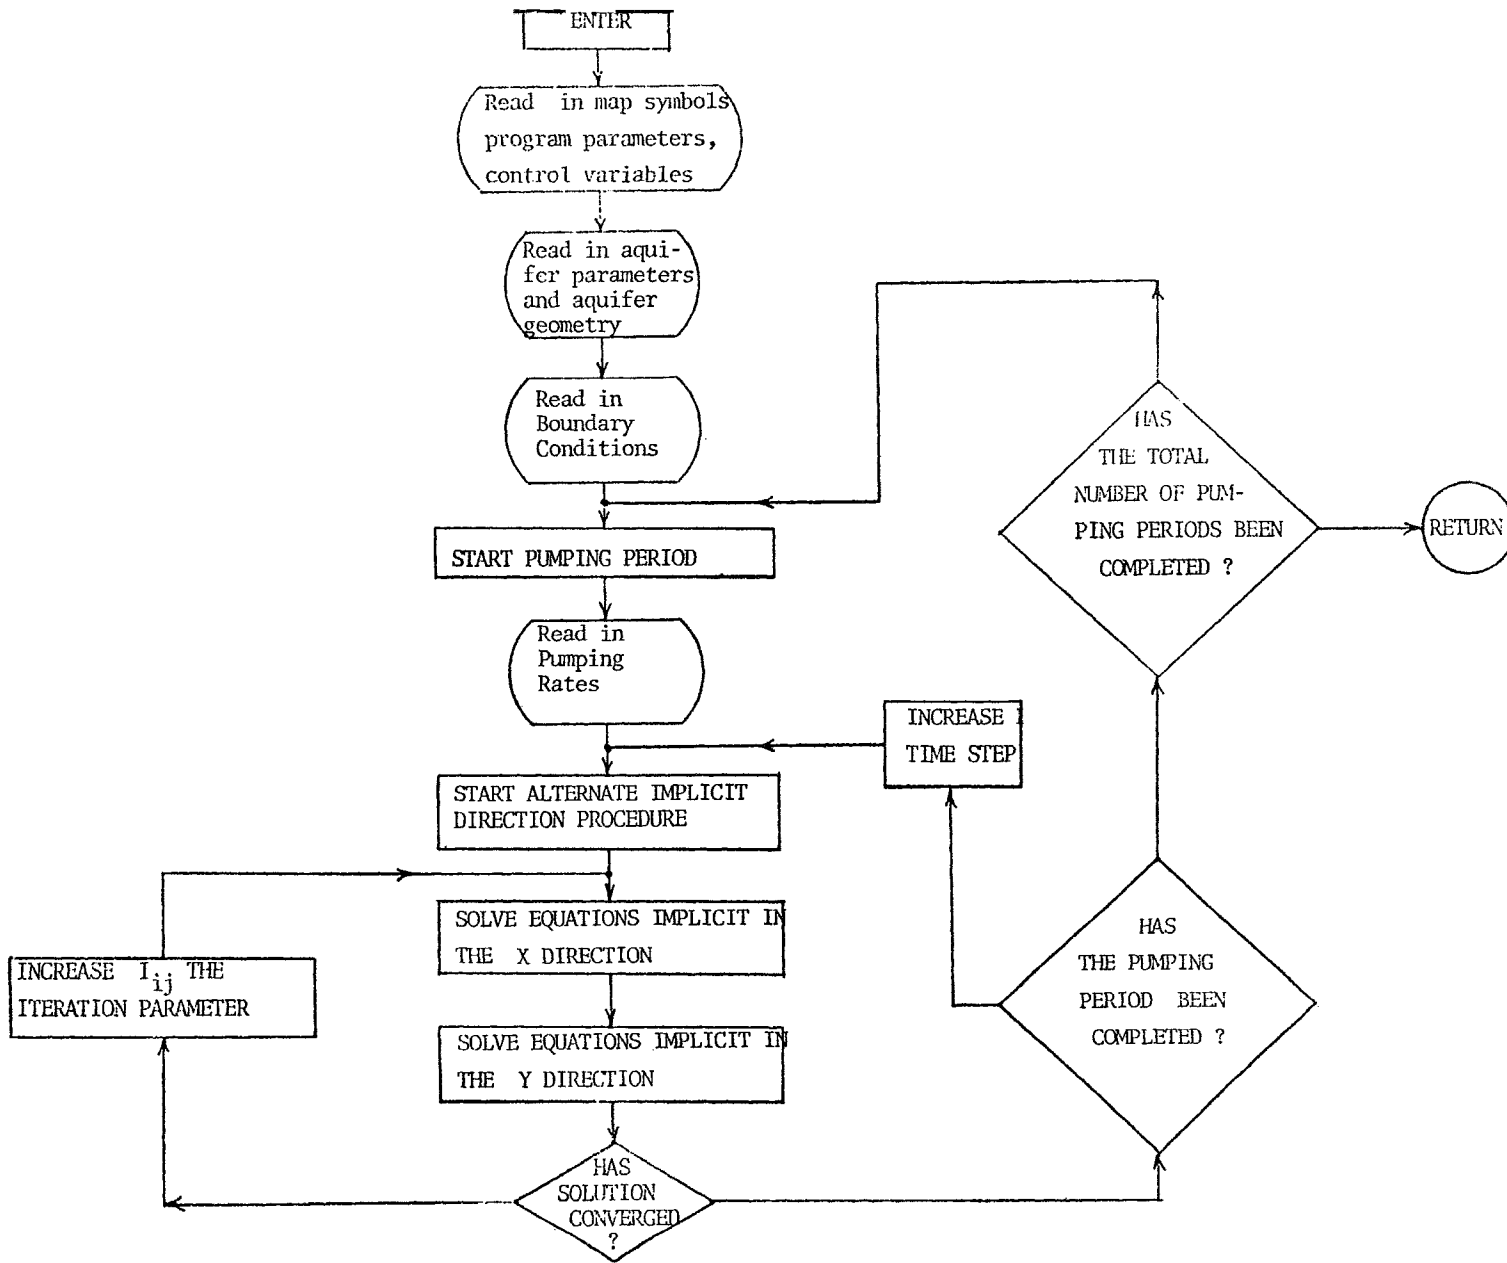 ENTER
Read in map symbols
program parameters,
control variables
Read in aqui-
fer parameters
and aquifer
geometry
Read in
Boundary
Conditions
START PUMPING PERIOD
Read in
Pumping
Rates
START ALTERNATE IMPLICIT
DIRECTION PROCEDURE
SOLVE EQUATIONS IMPLICIT IN
THE X DIRECTION
SOLVE EQUATIONS IMPLICIT IN
THE Y DIRECTION
HAS
SOLUTION
CONVERGED
?
INCREASE I_ij THE
ITERATION PARAMETER
INCREASE
TIME STEP
HAS
THE PUMPING
PERIOD BEEN
COMPLETED ?
HAS
THE TOTAL
NUMBER OF PUM-
PING PERIODS BEEN
COMPLETED ?
RETURN